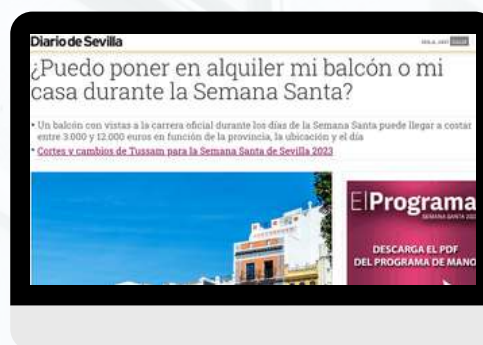 Diario de Sevilla
¿Puedo poner en alquiler mi balcón o mi
casa durante la Semana Santa?
• Un balcón con vistas a la carrera oficial durante los días de la Semana Santa puede llegar a costar
entre 3.000 y 12.000 euros en función de la provincia, la ubicación y el día
• Cortes y cambios de Tussam para la Semana Santa de Sevilla 2023
ElPrograma
SEMANA SANTA
DESCARGA EL PDF
DEL PROGRAMA DE MANO